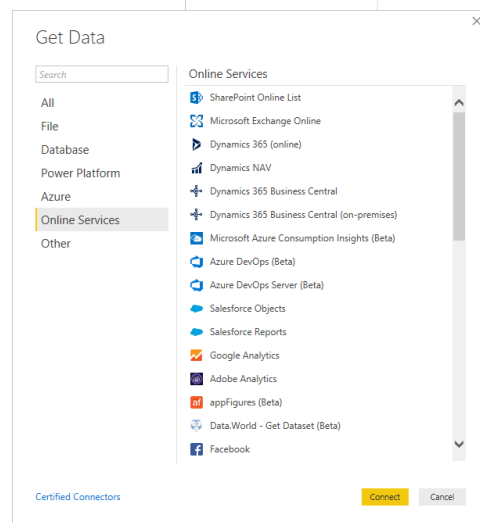 Get Data
Search
All
File
Database
Power Platform
Azure
Online Services
Other
Online Services
SharePoint Online List
Microsoft Exchange Online
Dynamics 365 (online)
Dynamics NAV
Dynamics 365 Business Central
Dynamics 365 Business Central (on-premises)
Microsoft Azure Consumption Insights (Beta)
Azure DevOps (Beta)
Azure DevOps Server (Beta)
Salesforce Objects
Salesforce Reports
Google Analytics
Adobe Analytics
af appFigures (Beta)
Data.World - Get Dataset (Beta)
Facebook
Certified Connectors
Connect
Cancel